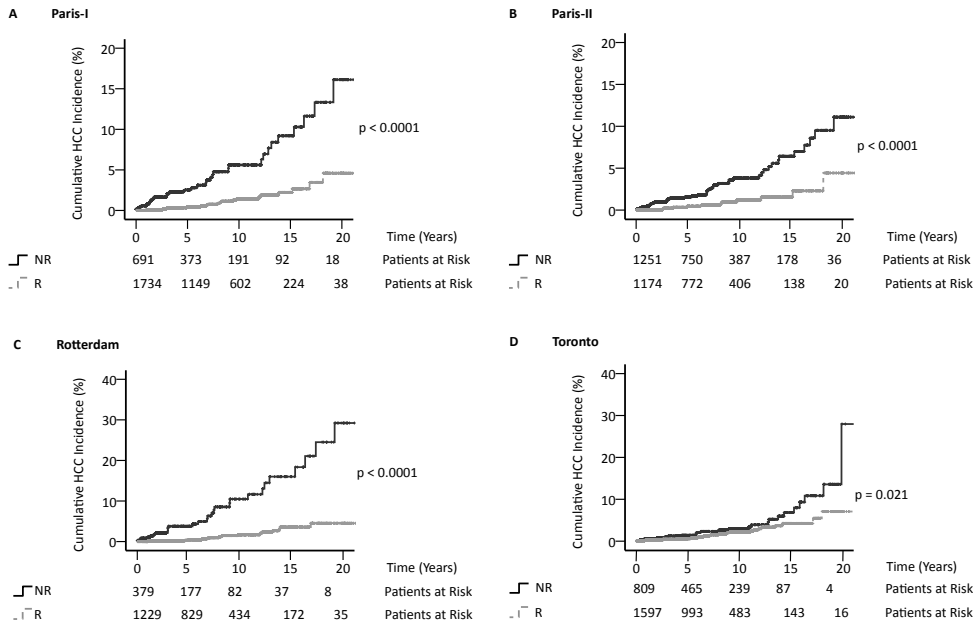 A Paris-I
Cumulative HCC Incidence (%)
20
15
10
5
0
p < 0.0001
0 5 10 15 20 Time (Years)
NR 691 373 191 92 18 Patients at Risk
R 1734 1149 602 224 38 Patients at Risk
B Paris-II
Cumulative HCC Incidence (%)
20
15
10
5
0
p < 0.0001
0 5 10 15 20 Time (Years)
NR 1251 750 387 178 36 Patients at Risk
R 1174 772 406 138 20 Patients at Risk
C Rotterdam
Cumulative HCC Incidence (%)
40
30
20
10
0
p < 0.0001
0 5 10 15 20 Time (Years)
NR 379 177 82 37 8 Patients at Risk
R 1229 829 434 172 35 Patients at Risk
D Toronto
Cumulative HCC Incidence (%)
40
30
20
10
0
p = 0.021
0 5 10 15 20 Time (Years)
NR 809 465 239 87 4 Patients at Risk
R 1597 993 483 143 16 Patients at Risk